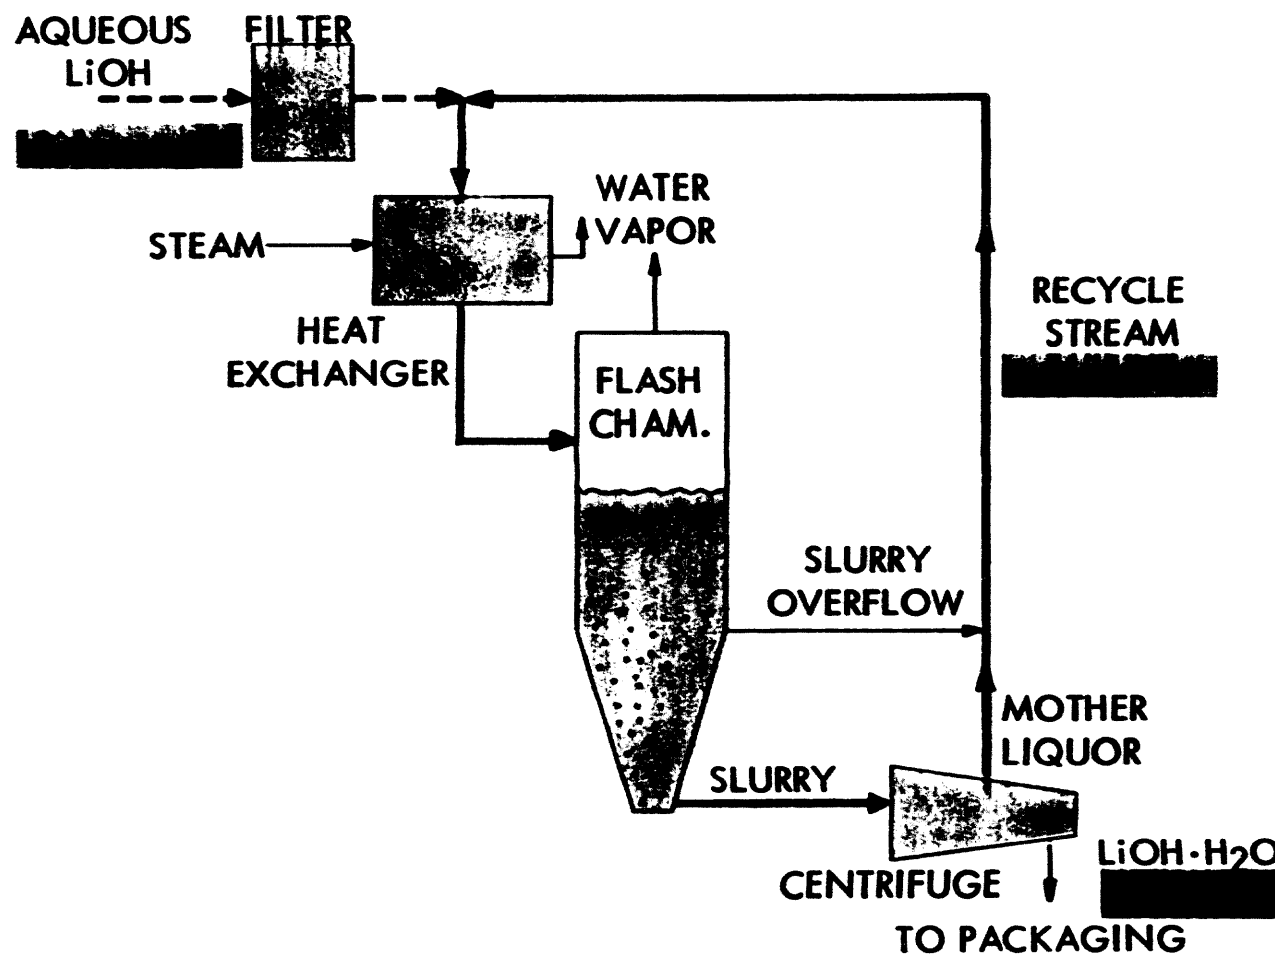 AQUEOUS
LiOH
FILTER
WATER
VAPOR
STEAM
HEAT
EXCHANGER
RECYCLE
STREAM
FLASH
CHAM.
SLURRY
OVERFLOW
MOTHER
LIQUOR
SLURRY
CENTRIFUGE
LiOH·H2O
TO PACKAGING